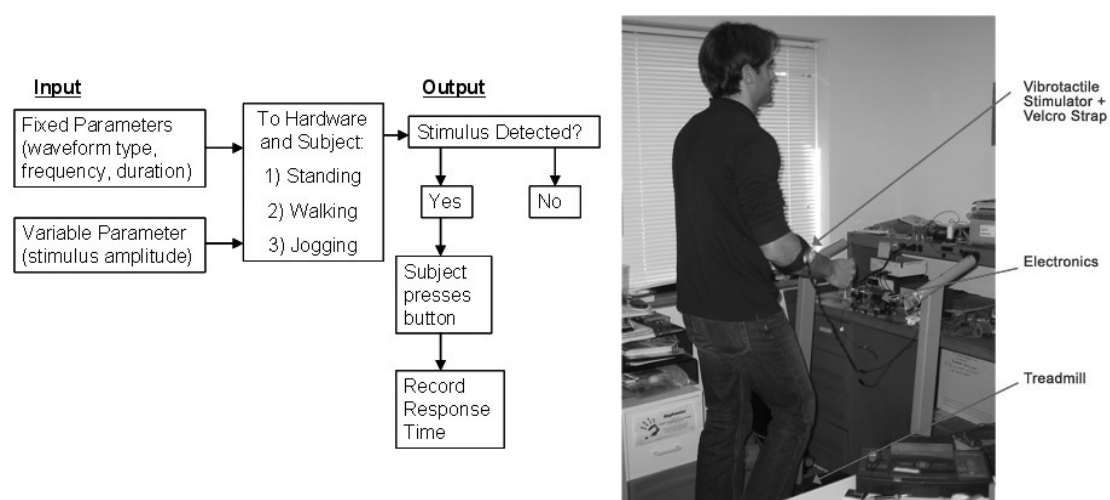 Input
Fixed Parameters
(waveform type,
frequency, duration)
Variable Parameter
(stimulus amplitude)
To Hardware
and Subject:
1) Standing
2) Walking
3) Jogging
Output
Stimulus Detected?
Yes
No
Subject
presses
button
Record
Response
Time
Vibrotactile
Stimulator +
Velcro Strap
Electronics
Treadmill